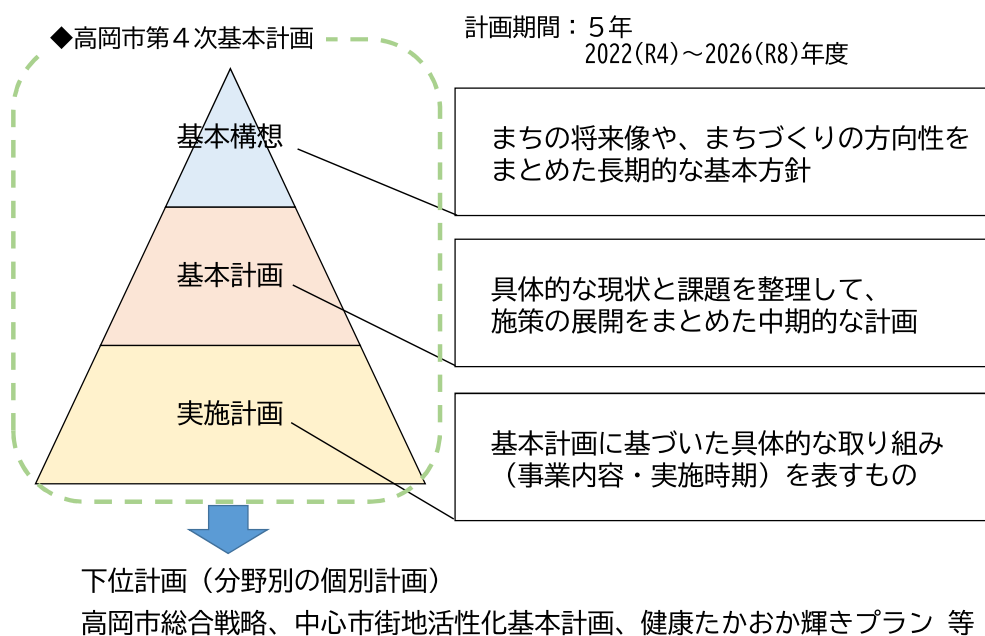 ◆高岡市第４次基本計画
計画期間：５年
2022(R4)～2026(R8)年度
基本構想
まちの将来像や、まちづくりの方向性を
まとめた長期的な基本方針
基本計画
具体的な現状と課題を整理して、
施策の展開をまとめた中期的な計画
実施計画
基本計画に基づいた具体的な取り組み
（事業内容・実施時期）を表すもの
下位計画（分野別の個別計画）
高岡市総合戦略、中心市街地活性化基本計画、健康たかおか輝きプラン 等